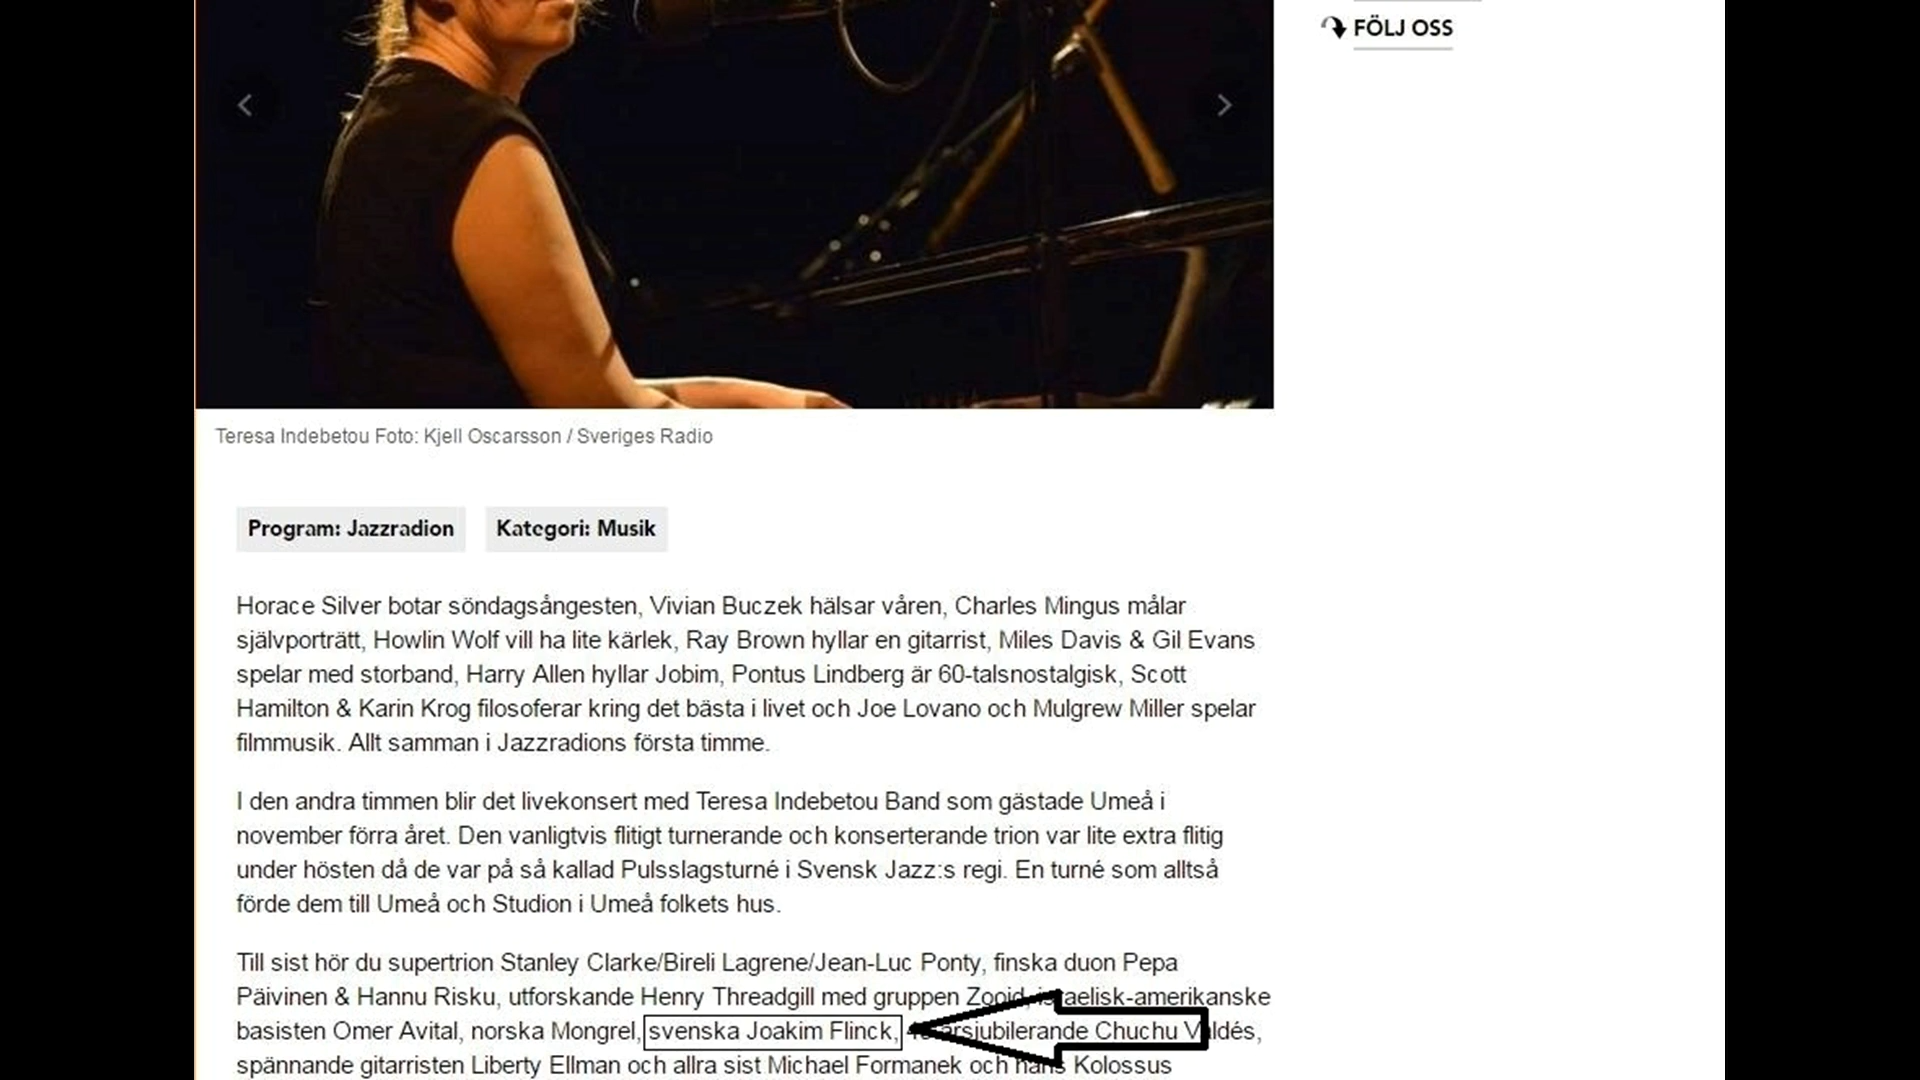 FÖLJ OSS
Teresa Indebetou Foto: Kjell Oscarsson / Sveriges Radio
Program: Jazzradion Kategori: Musik
Horace Silver botar söndagsångesten, Vivian Buczek hälsar våren, Charles Mingus målar
självporträtt, Howlin Wolf vill ha lite kärlek, Ray Brown hyllar en gitarrist, Miles Davis & Gil Evans
spelar med storband, Harry Allen hyllar Jobim, Pontus Lindberg är 60-talsnostalgisk, Scott
Hamilton & Karin Krog filosoferar kring det bästa i livet och Joe Lovano och Mulgrew Miller spelar
filmmusik. Allt samman i Jazzradions första timme.
I den andra timmen blir det livekonsert med Teresa Indebetou Band som gästade Umeå i
november förra året. Den vanligtvis flitigt turnerande och konserterande trion var lite extra flitig
under hösten då de var på så kallad Pulsslagsturné i Svensk Jazz:s regi. En turné som alltså
förde dem till Umeå och Studion i Umeå folkets hus.
Till sist hör du supertrion Stanley Clarke/Bireli Lagrene/Jean-Luc Ponty, finska duon Pepa
Päivinen & Hannu Risku, utforskande Henry Threadgill med gruppen Zooid, israelisk-amerikanske
basisten Omer Avital, norska Mongrel, svenska Joakim Flinck, Chuchu Valdés,
spännande gitarristen Liberty Ellman och allra sist Michael Formanek och hans Kolossus